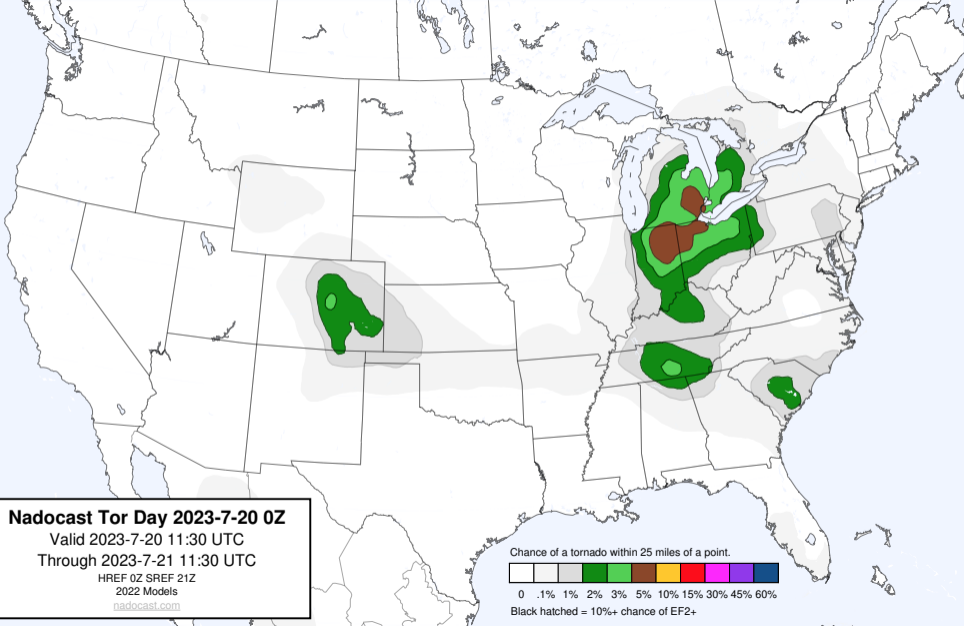 Nadocast Tor Day 2023-7-20 0Z
Valid 2023-7-20 11:30 UTC
Through 2023-7-21 11:30 UTC
HREF 0Z SREF 21Z
2022 Models
nadocast.com
Chance of a tornado within 25 miles of a point.
0 .1% 1% 2% 3% 5% 10% 15% 30% 45% 60%
Black hatched = 10%+ chance of EF2+